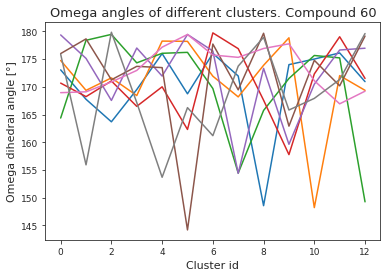 Omega angles of different clusters. Compound 60
Omega dihedral angle [°]
180
175
170
165
160
155
150
145
0 2 4 6 8 10 12
Cluster id